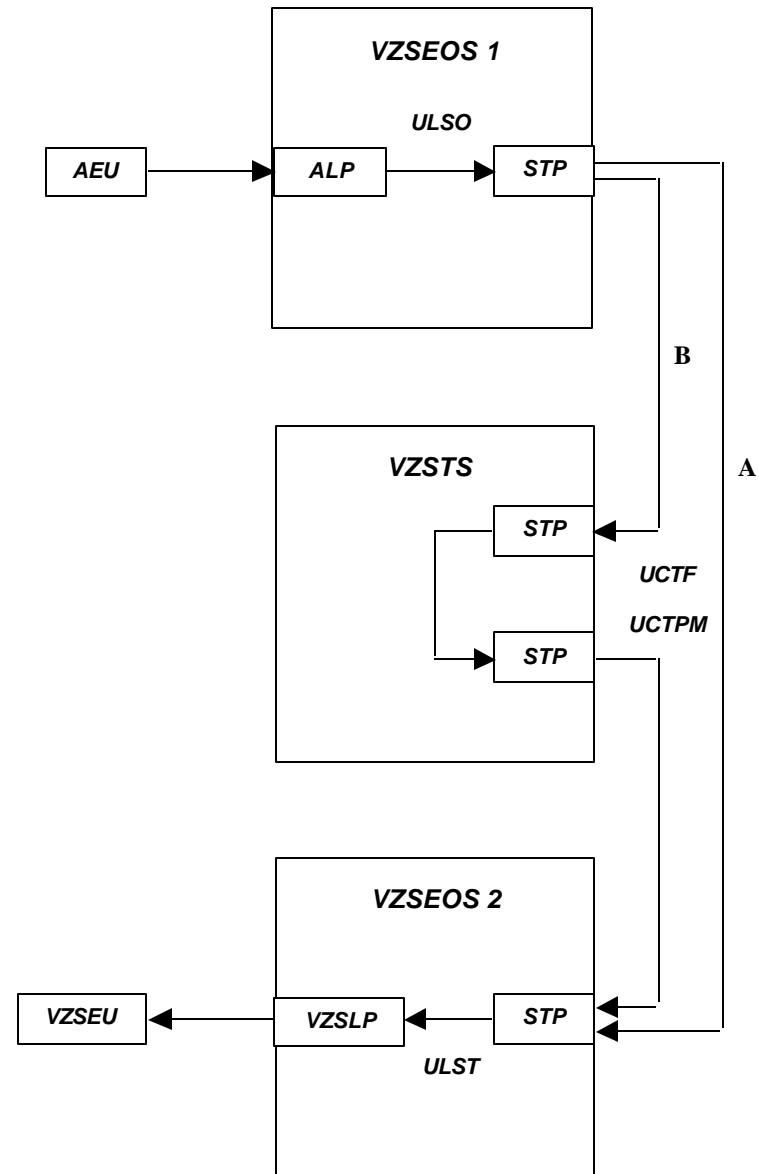 VZSEOS 1
ULSO
AEU
ALP
STP
B
VZSTS
A
STP
UCTF
UCTPM
STP
VZSEOS 2
VZSEU
VZSLP
STP
ULST